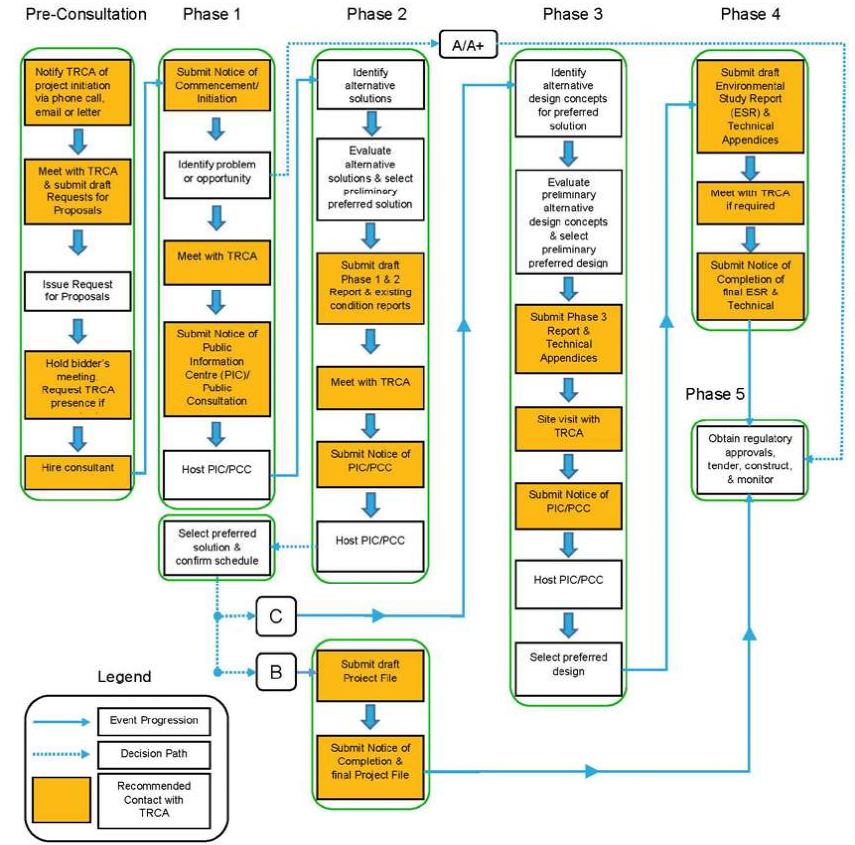 Pre-Consultation
Notify TRCA of
project initiation
via phone call,
email or letter
Meet with TRCA
& submit draft
Requests for
Proposals
Issue Request
for Proposals
Hold bidder's
meeting.
Request TRCA
presence if
Hire consultant
Phase 1
Submit Notice of
Commencement/
Initiation
Identify problem
or opportunity
Meet with TRCA
Submit Notice of
Public
Information
Centre (PIC)/
Public
Consultation
Host PIC/PCC
Select preferred
solution &
confirm schedule
Phase 2
Identify
alternative
solutions
Evaluate
alternative
solutions & select
preliminary
preferred solution
Submit draft
Phase 1 & 2
Report & existing
condition reports
Meet with TRCA
Submit Notice of
PIC/PCC
Host PIC/PCC
A/A+
C
B
Submit draft
Project File
Submit Notice of
Completion &
final Project File
Phase 3
Identify
alternative
design concepts
for preferred
solution
Evaluate
preliminary
alternative
design concepts
& select
preliminary
preferred design
Submit Phase 3
Report &
Technical
Appendices
Site visit with
TRCA
Submit Notice of
PIC/PCC
Host PIC/PCC
Select preferred
design
Phase 4
Submit draft
Environmental
Study Report
(ESR) &
Technical
Appendices
Meet with TRCA
if required
Submit Notice of
Completion of
final ESR &
Technical
Phase 5
Obtain regulatory
approvals,
tender, construct,
& monitor
Legend
Event Progression
Decision Path
Recommended
Contact with
TRCA